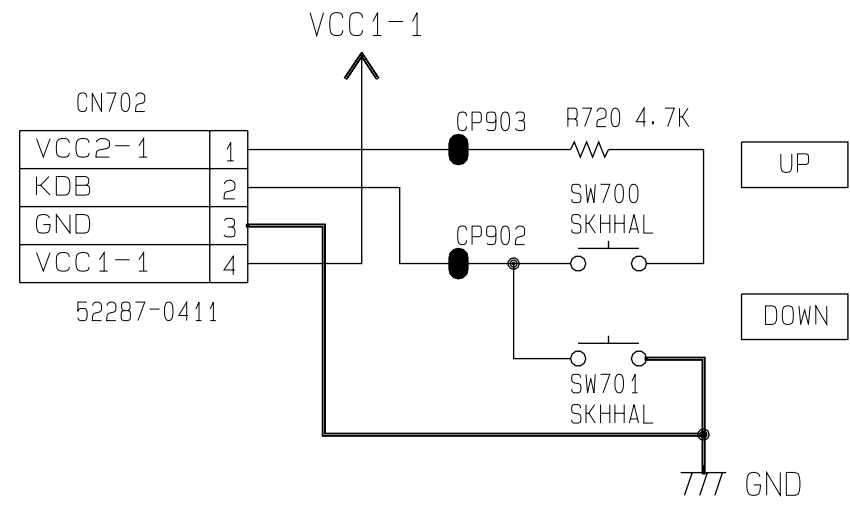 VCC1-1
CN702
VCC2-1 1
KDB 2
GND 3
VCC1-1 4
52287-0411
CP903
R720 4.7K
UP
SW700
SKHHAL
CP902
DOWN
SW701
SKHHAL
GND